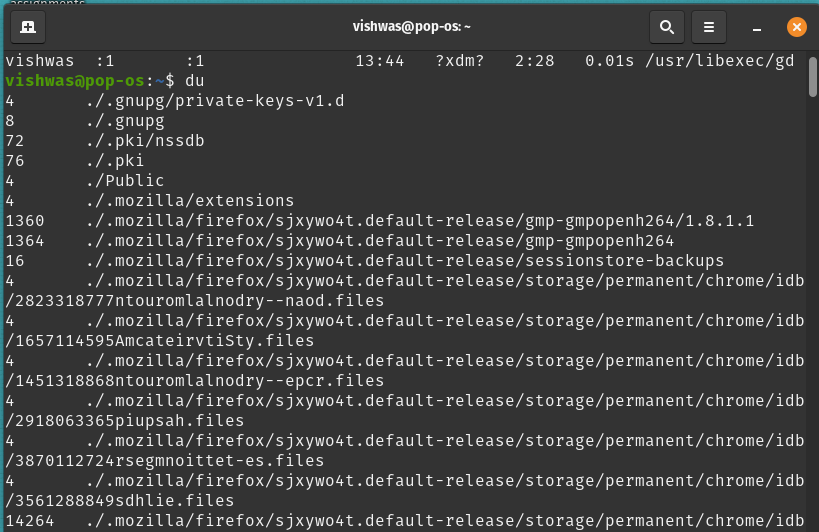 assignments
vishwas@pop-os: ~
vishwas  :1       :1               13:44   ?xdm?   2:28   0.01s /usr/libexec/gd
vishwas@pop-os:~$ du
4       ./.gnupg/private-keys-v1.d
8       ./.gnupg
72      ./.pki/nssdb
76      ./.pki
4       ./Public
4       ./.mozilla/extensions
1360    ./.mozilla/firefox/sjxywo4t.default-release/gmp-gmpopenh264/1.8.1.1
1364    ./.mozilla/firefox/sjxywo4t.default-release/gmp-gmpopenh264
16      ./.mozilla/firefox/sjxywo4t.default-release/sessionstore-backups
4       ./.mozilla/firefox/sjxywo4t.default-release/storage/permanent/chrome/idb
/2823318777ntouromlalnodry--naod.files
4       ./.mozilla/firefox/sjxywo4t.default-release/storage/permanent/chrome/idb
/1657114595AmcateirvtiSty.files
4       ./.mozilla/firefox/sjxywo4t.default-release/storage/permanent/chrome/idb
/1451318868ntouromlalnodry--epcr.files
4       ./.mozilla/firefox/sjxywo4t.default-release/storage/permanent/chrome/idb
/2918063365piupsah.files
4       ./.mozilla/firefox/sjxywo4t.default-release/storage/permanent/chrome/idb
/3870112724rsegmnoittet-es.files
4       ./.mozilla/firefox/sjxywo4t.default-release/storage/permanent/chrome/idb
/3561288849sdhlie.files
14264   ./.mozilla/firefox/sjxywo4t.default-release/storage/permanent/chrome/idb